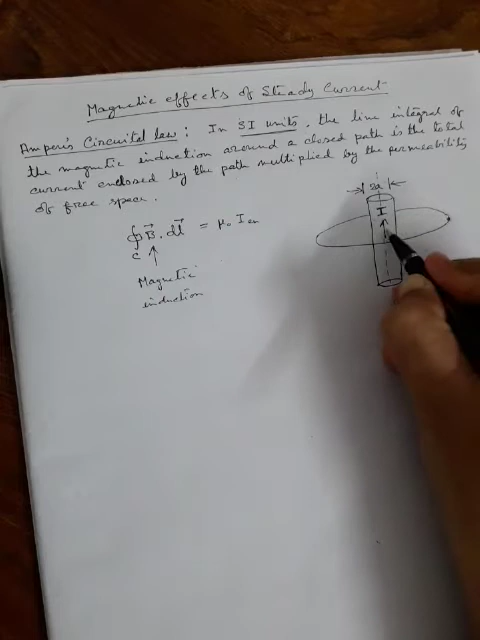 Magnetic effects of Steady Current
Ampere's Circuital law : In SI units, the line integral of
the magnetic induction around a closed path is the total
current enclosed by the path multiplied by the permeability
of free space.
∮_C B⃗ . dl⃗ = μ₀ I_en
Magnetic
induction
2a
I